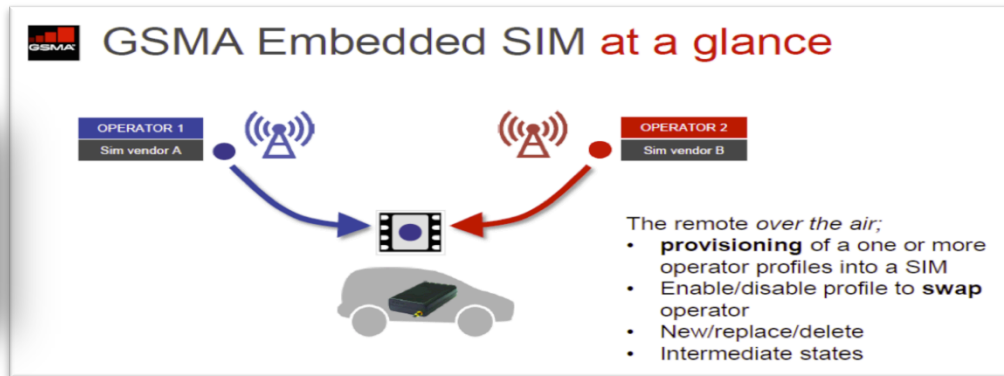 GSMA
GSMA Embedded SIM at a glance
OPERATOR 1
Sim vendor A
OPERATOR 2
Sim vendor B
The remote over the air;
• provisioning of a one or more
operator profiles into a SIM
• Enable/disable profile to swap
operator
• New/replace/delete
• Intermediate states